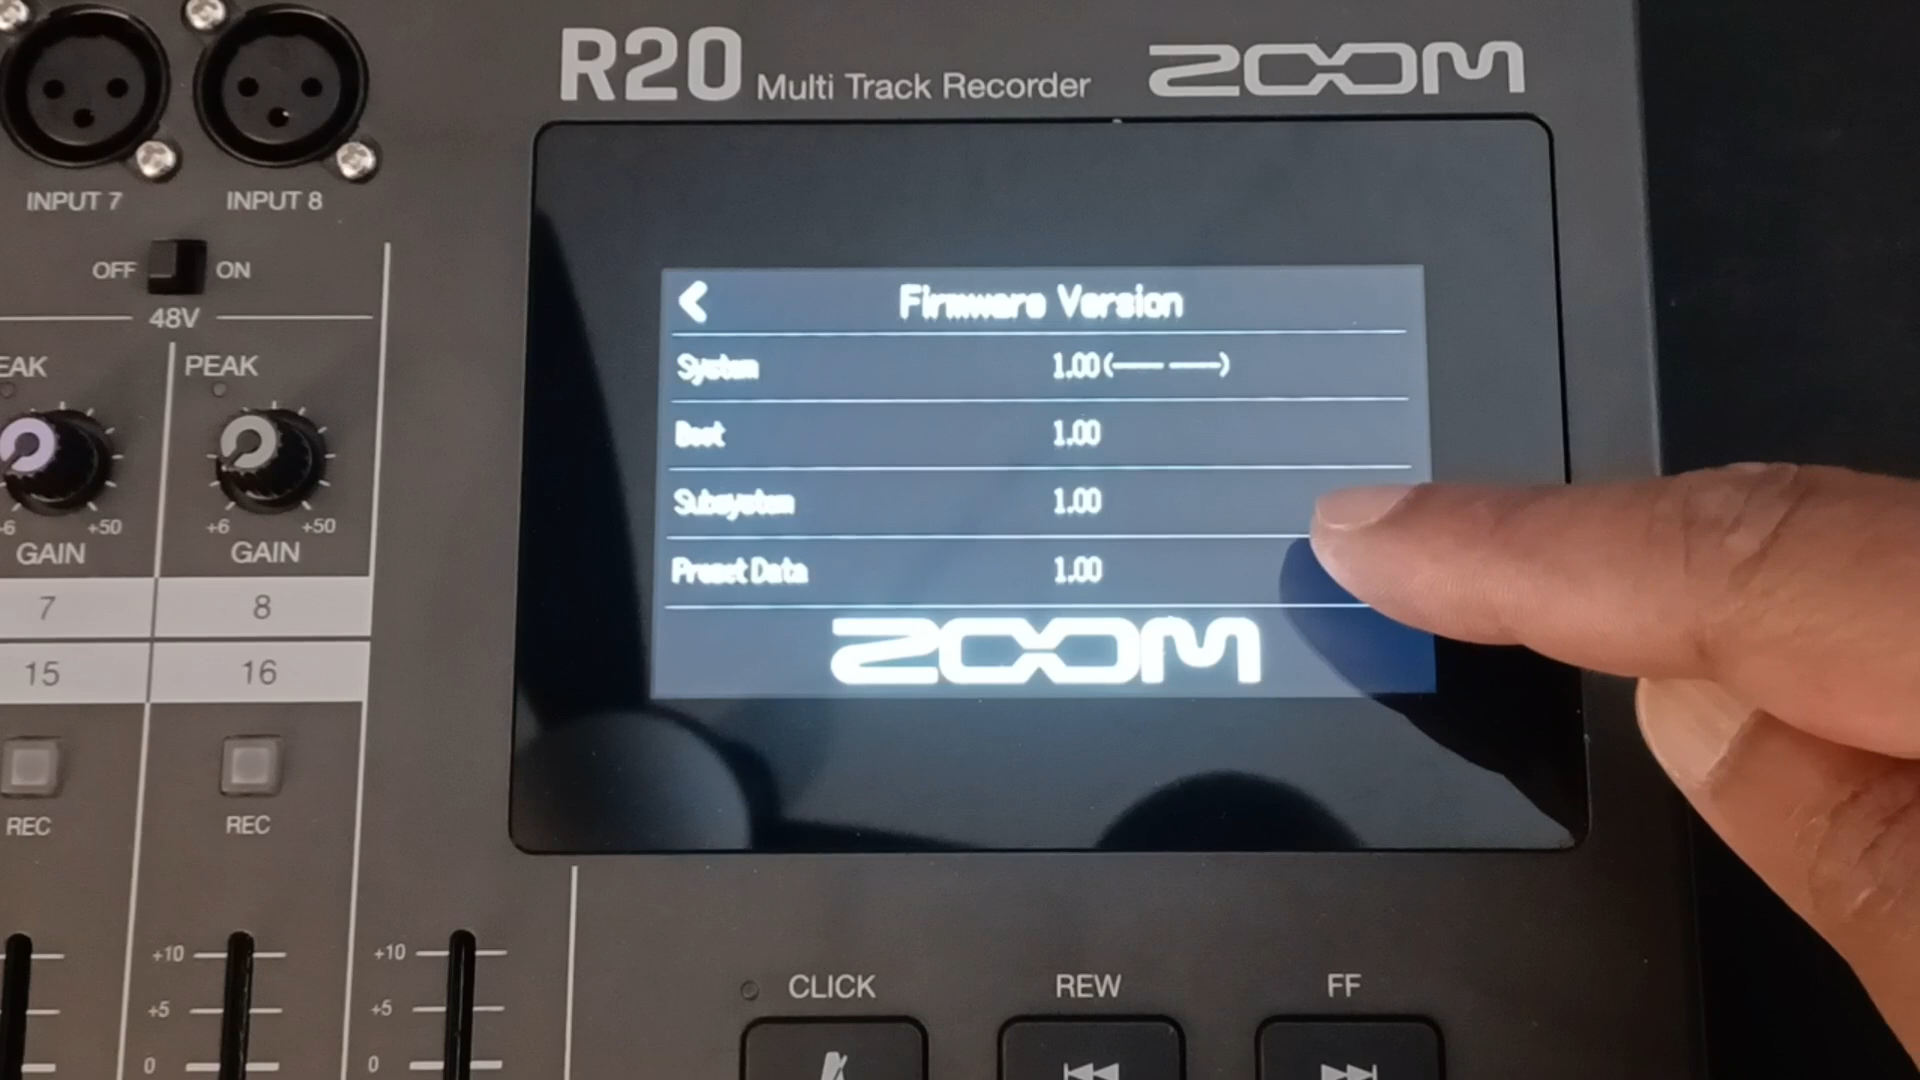 R20 Multi Track Recorder ZOOM
INPUT 7 INPUT 8
OFF ON
48V
EAK PEAK
-6 +50 +6 +50
GAIN GAIN
7 8
15 16
REC REC
Firmware Version
System 1.00(-- --)
Boot 1.00
Subsystem 1.00
Preset Data 1.00
ZOOM
+10 +10
+5 +5
0 0
CLICK REW FF